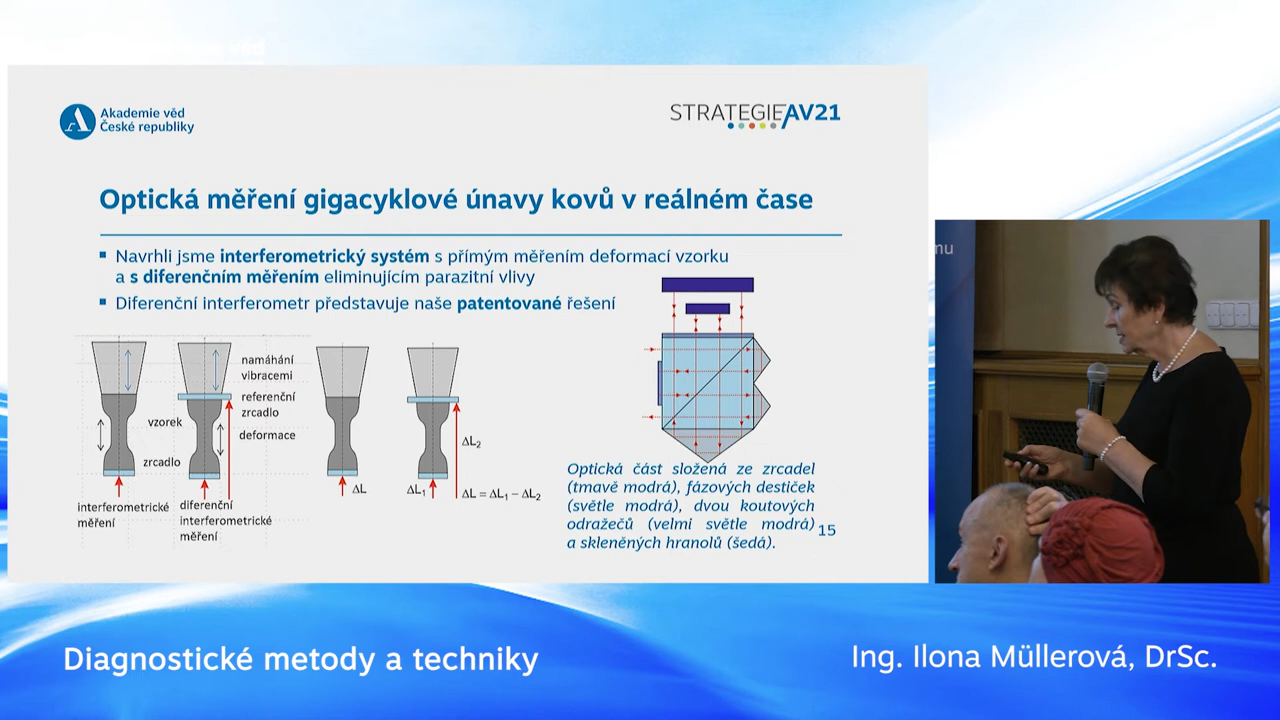 Akademie věd
České republiky
STRATEGIE AV21
Optická měření gigacyklové únavy kovů v reálném čase
Navrhli jsme interferometrický systém s přímým měřením deformací vzorku
a s diferenčním měřením eliminujícím parazitní vlivy
Diferenční interferometr představuje naše patentované řešení
namáhání
vibracemi
referenční
zrcadlo
vzorek
deformace
zrcadlo
interferometrické
měření
diferenční
interferometrické
měření
ΔL
ΔL₁
ΔL₂
ΔL = ΔL₁ − ΔL₂
Optická část složená ze zrcadel
(tmavě modrá), fázových destiček
(světle modrá), dvou koutových
odražečů (velmi světle modrá)
a skleněných hranolů (šedá).
15
Diagnostické metody a techniky
Ing. Ilona Müllerová, DrSc.